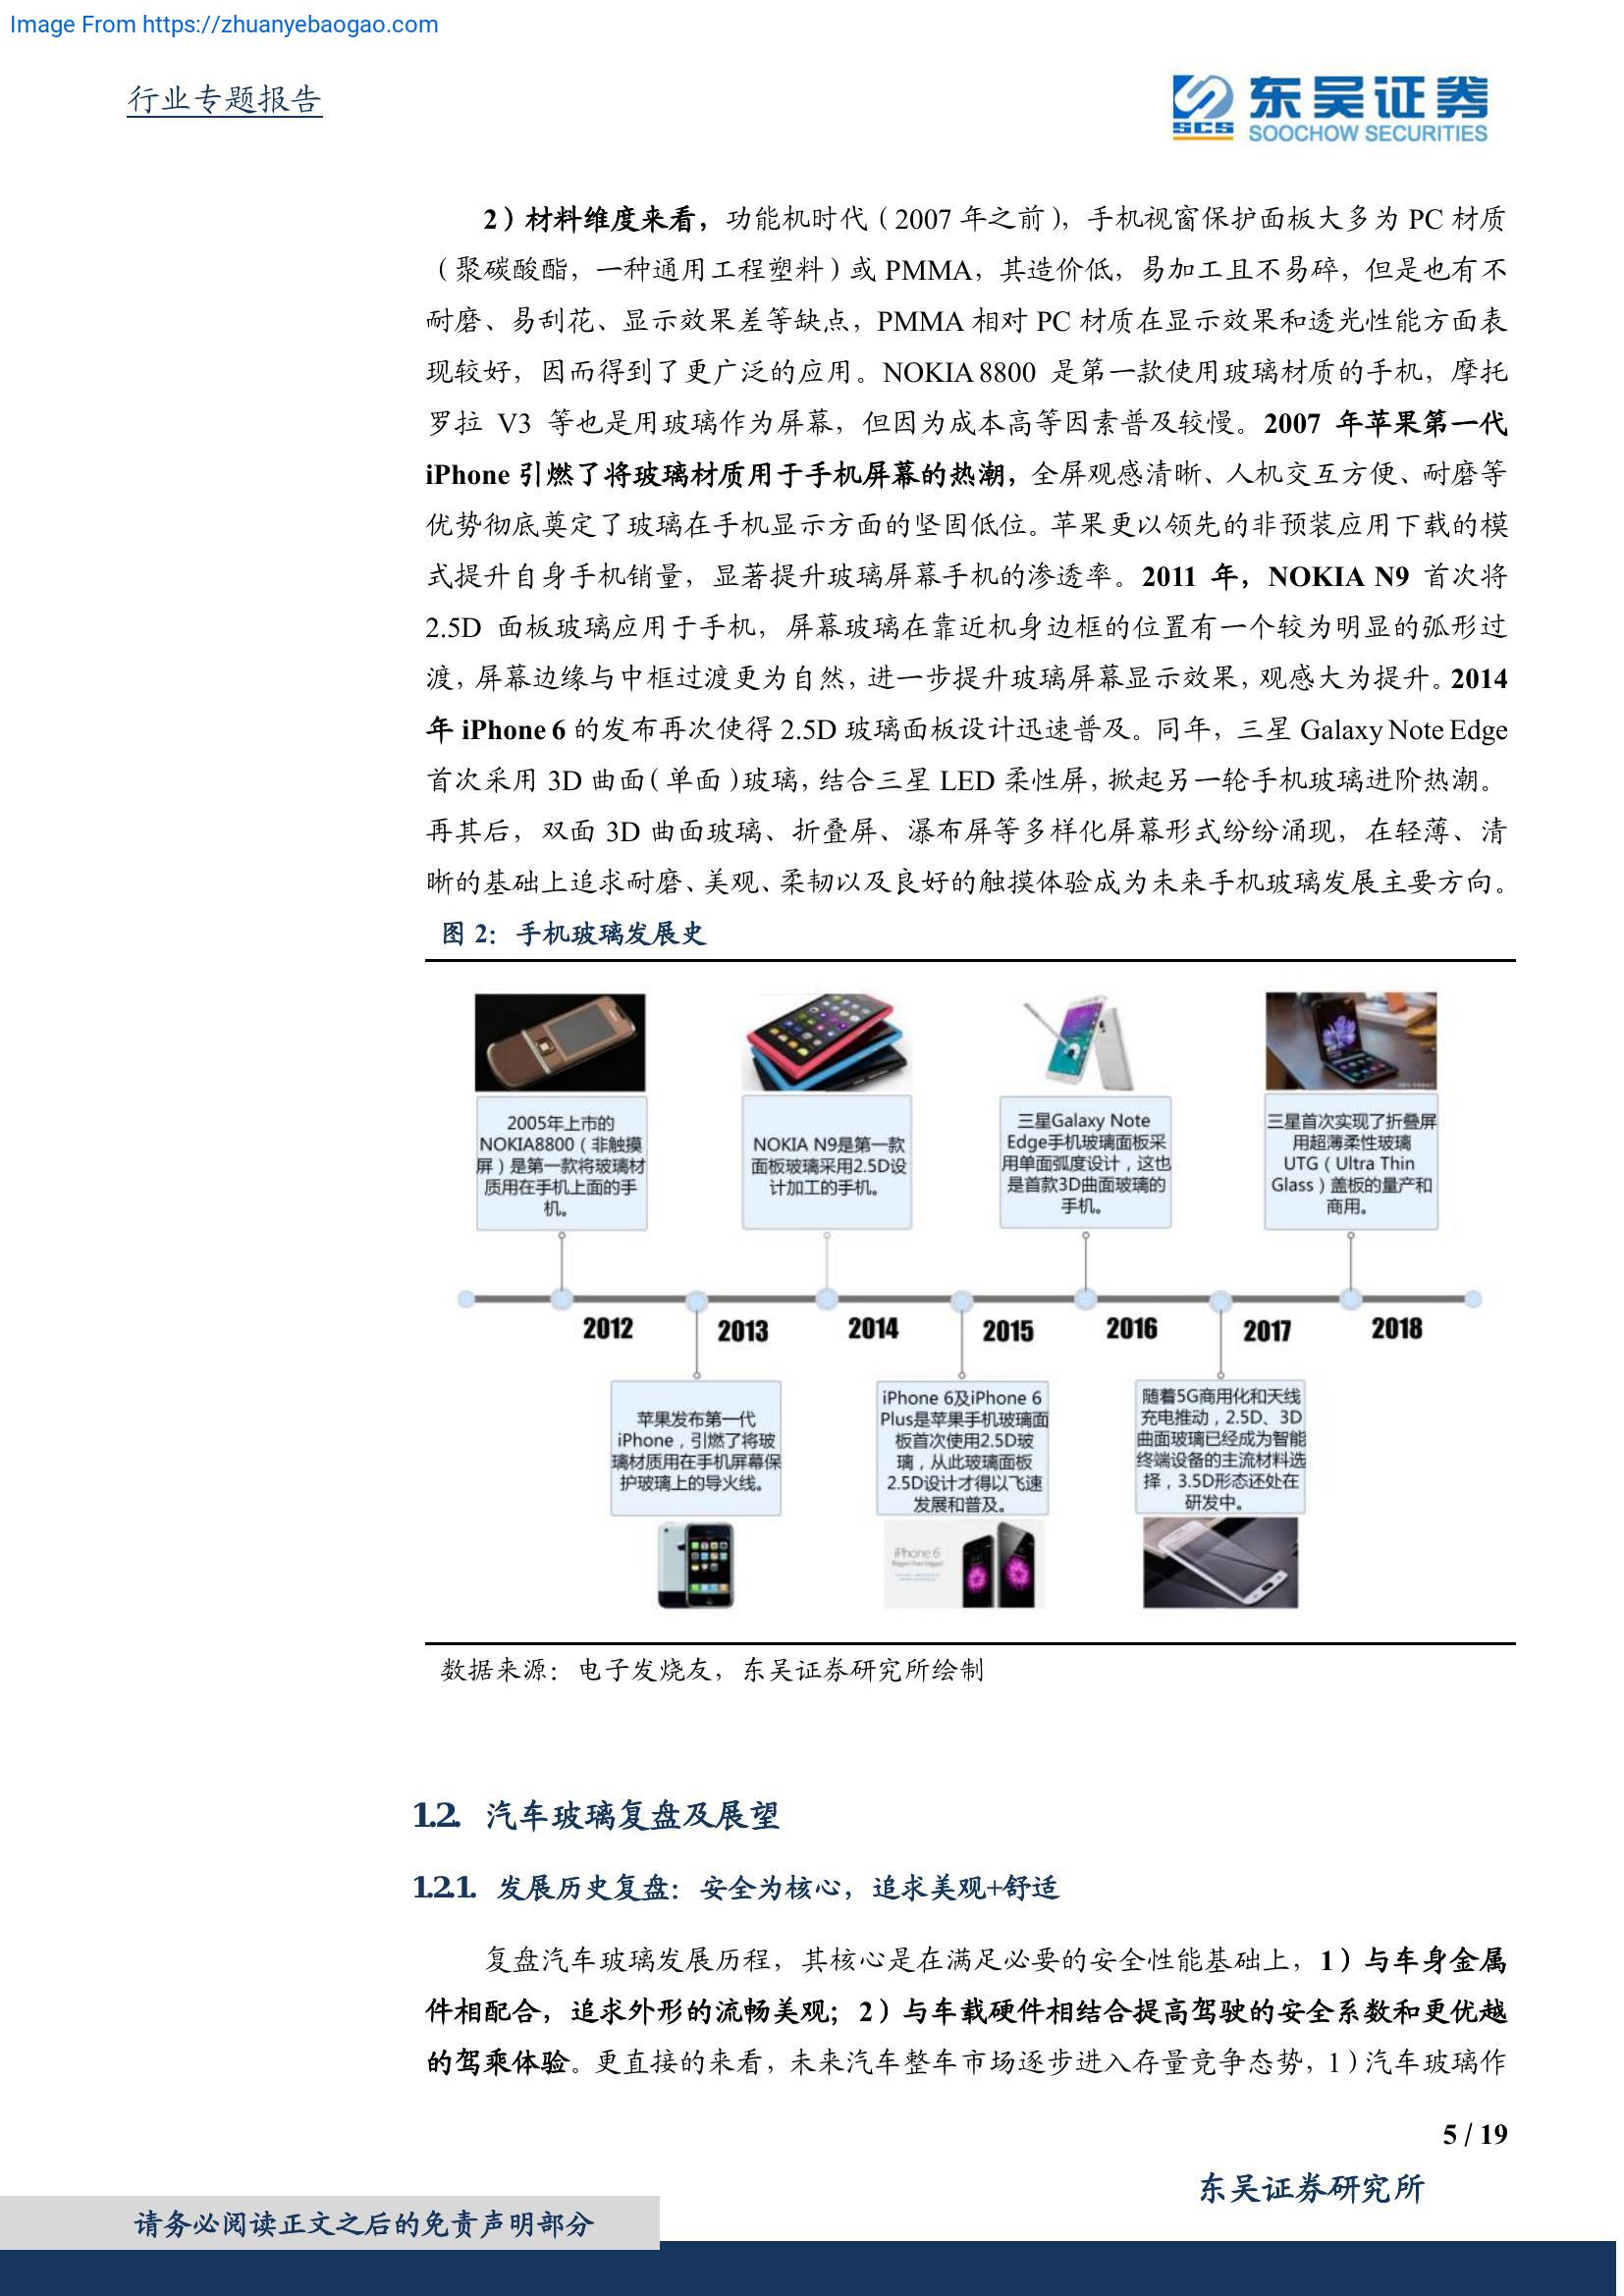 Image From https://zhuanyebaogao.com
行业专题报告
东吴证券
SCS
SOOCHOW SECURITIES
2）材料维度来看，功能机时代（2007 年之前），手机视窗保护面板大多为 PC 材质
（聚碳酸酯，一种通用工程塑料）或 PMMA，其造价低，易加工且不易碎，但是也有不
耐磨、易刮花、显示效果差等缺点，PMMA 相对 PC 材质在显示效果和透光性能方面表
现较好，因而得到了更广泛的应用。NOKIA 8800 是第一款使用玻璃材质的手机，摩托
罗拉 V3 等也是用玻璃作为屏幕，但因为成本高等因素普及较慢。2007 年苹果第一代
iPhone 引燃了将玻璃材质用于手机屏幕的热潮，全屏观感清晰、人机交互方便、耐磨等
优势彻底奠定了玻璃在手机显示方面的坚固低位。苹果更以领先的非预装应用下载的模
式提升自身手机销量，显著提升玻璃屏幕手机的渗透率。2011 年，NOKIA N9 首次将
2.5D 面板玻璃应用于手机，屏幕玻璃在靠近机身边框的位置有一个较为明显的弧形过
渡，屏幕边缘与中框过渡更为自然，进一步提升玻璃屏幕显示效果，观感大为提升。2014
年 iPhone 6 的发布再次使得 2.5D 玻璃面板设计迅速普及。同年，三星 Galaxy Note Edge
首次采用 3D 曲面（单面）玻璃，结合三星 LED 柔性屏，掀起另一轮手机玻璃进阶热潮。
再其后，双面 3D 曲面玻璃、折叠屏、瀑布屏等多样化屏幕形式纷纷涌现，在轻薄、清
晰的基础上追求耐磨、美观、柔韧以及良好的触摸体验成为未来手机玻璃发展主要方向。
图 2：手机玻璃发展史
2005年上市的
NOKIA8800（非触摸
屏）是第一款将玻璃材
质用在手机上面的手
机。
NOKIA N9是第一款
面板玻璃采用2.5D设
计加工的手机。
三星Galaxy Note
Edge手机玻璃面板采
用单面弧度设计，这也
是首款3D曲面玻璃的
手机。
三星首次实现了折叠屏
用超薄柔性玻璃
UTG（Ultra Thin
Glass）盖板的量产和
商用。
2012 2013 2014 2015 2016 2017 2018
苹果发布第一代
iPhone，引燃了将玻
璃材质用在手机屏幕保
护玻璃上的导火线。
iPhone 6及iPhone 6
Plus是苹果手机玻璃面
板首次使用2.5D玻
璃，从此玻璃面板
2.5D设计才得以飞速
发展和普及。
随着5G商用化和天线
充电推动，2.5D、3D
曲面玻璃已经成为智能
终端设备的主流材料选
择，3.5D形态还处在
研发中。
iPhone 6
数据来源：电子发烧友，东吴证券研究所绘制
1.2. 汽车玻璃复盘及展望
1.2.1. 发展历史复盘：安全为核心，追求美观+舒适
复盘汽车玻璃发展历程，其核心是在满足必要的安全性能基础上，1）与车身金属
件相配合，追求外形的流畅美观；2）与车载硬件相结合提高驾驶的安全系数和更优越
的驾乘体验。更直接的来看，未来汽车整车市场逐步进入存量竞争态势，1）汽车玻璃作
5 / 19
东吴证券研究所
请务必阅读正文之后的免责声明部分